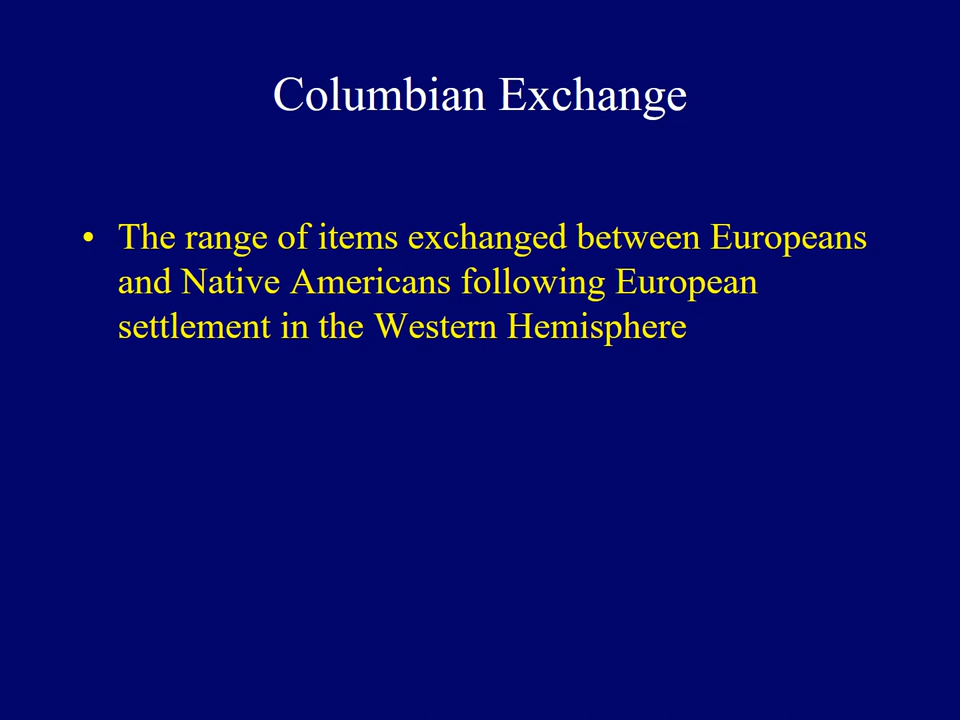 Columbian Exchange
• The range of items exchanged between Europeans
and Native Americans following European
settlement in the Western Hemisphere